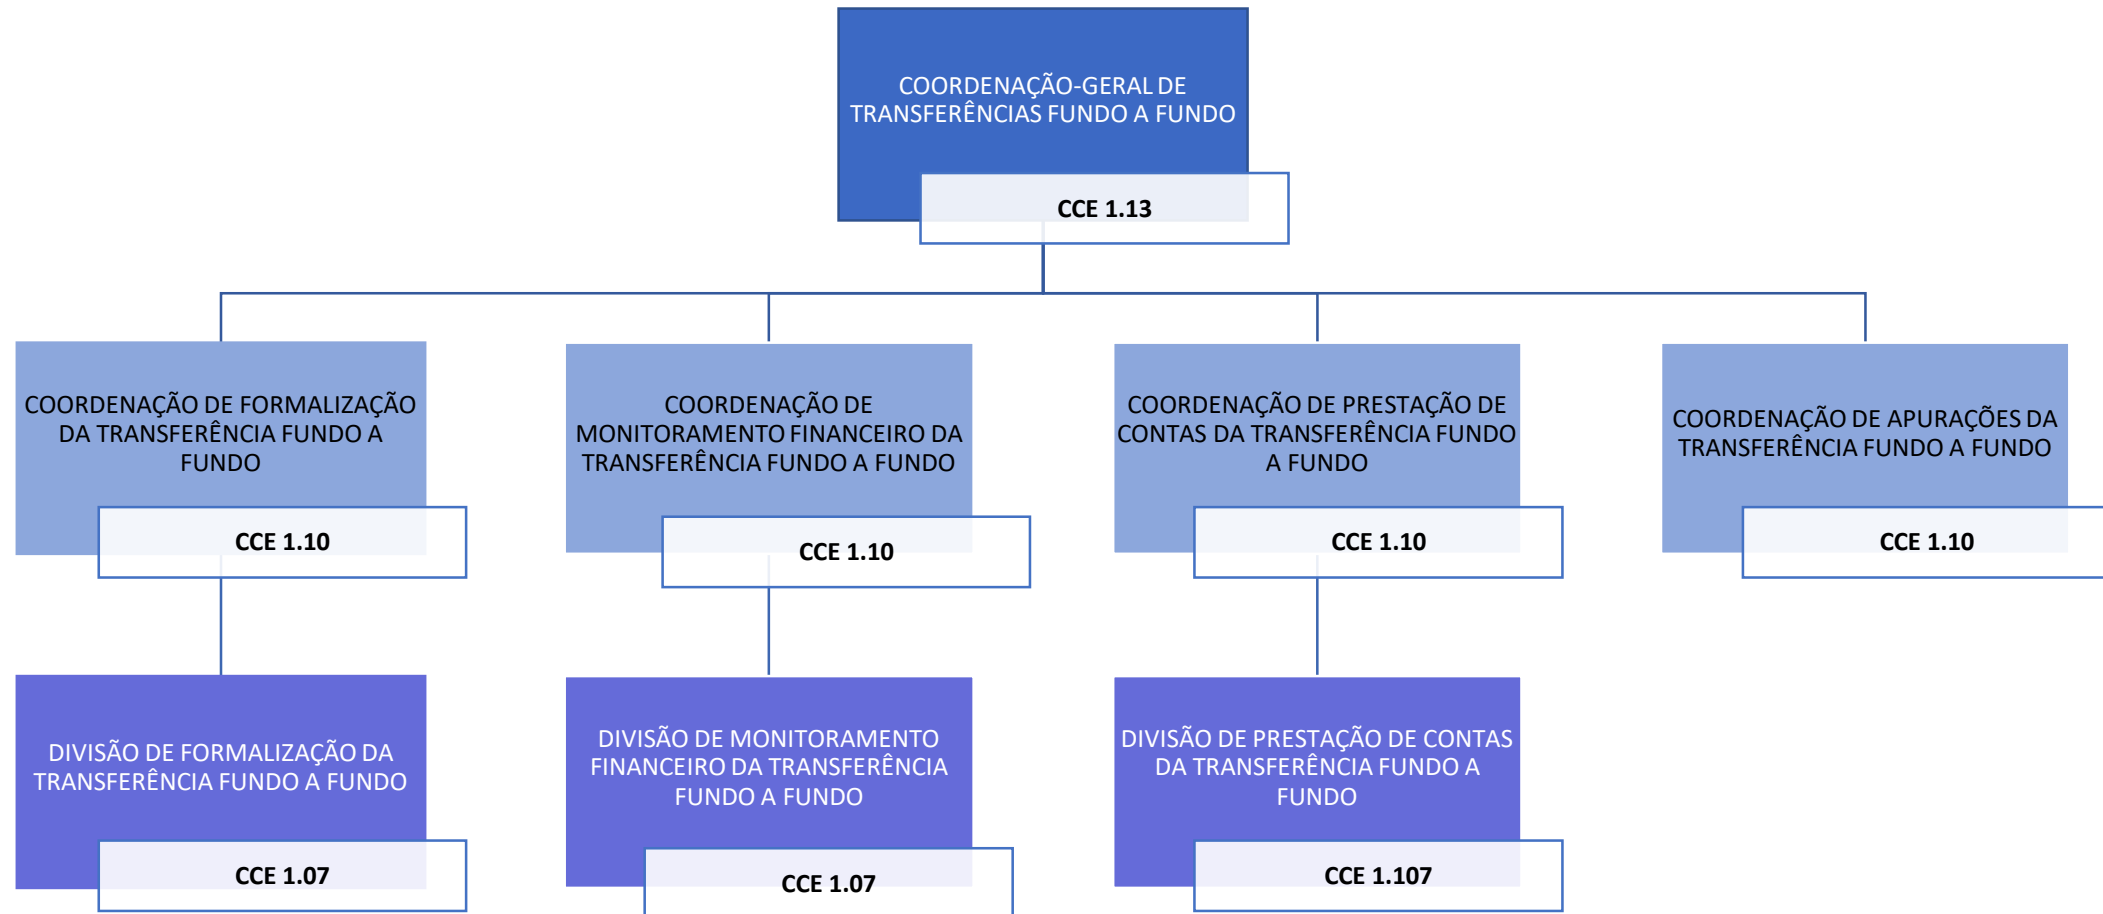 COORDENAÇÃO-GERAL DE
TRANSFERÊNCIAS FUNDO A FUNDO
CCE 1.13
COORDENAÇÃO DE FORMALIZAÇÃO
DA TRANSFERÊNCIA FUNDO A
FUNDO
CCE 1.10
COORDENAÇÃO DE
MONITORAMENTO FINANCEIRO DA
TRANSFERÊNCIA FUNDO A FUNDO
CCE 1.10
COORDENAÇÃO DE PRESTAÇÃO DE
CONTAS DA TRANSFERÊNCIA FUNDO
A FUNDO
CCE 1.10
COORDENAÇÃO DE APURAÇÕES DA
TRANSFERÊNCIA FUNDO A FUNDO
CCE 1.10
DIVISÃO DE FORMALIZAÇÃO DA
TRANSFERÊNCIA FUNDO A FUNDO
CCE 1.07
DIVISÃO DE MONITORAMENTO
FINANCEIRO DA TRANSFERÊNCIA
FUNDO A FUNDO
CCE 1.07
DIVISÃO DE PRESTAÇÃO DE CONTAS
DA TRANSFERÊNCIA FUNDO A
FUNDO
CCE 1.107